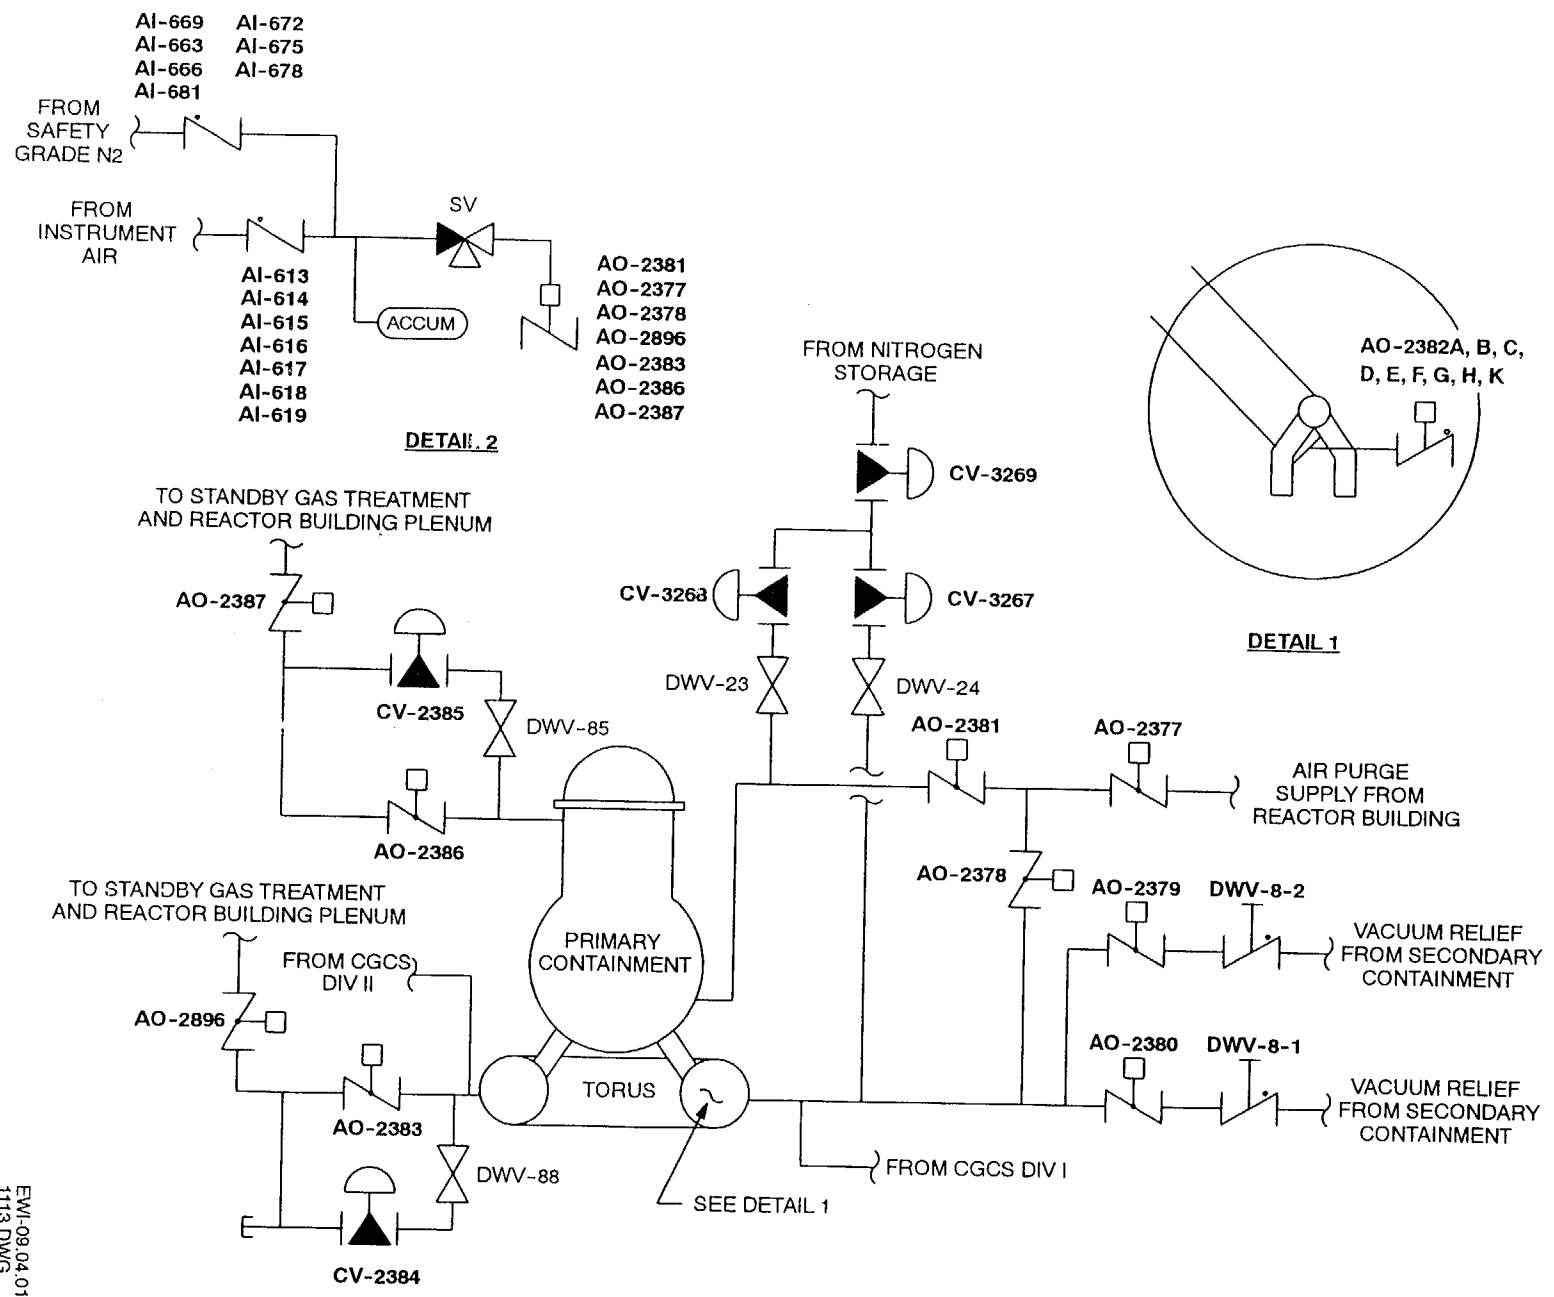 AI-669 AI-672
AI-663 AI-675
AI-666 AI-678
AI-681
FROM
SAFETY
GRADE N2
FROM
INSTRUMENT
AIR
AI-613
AI-614
AI-615
AI-616
AI-617
AI-618
AI-619
SV
ACCUM
AO-2381
AO-2377
AO-2378
AO-2896
AO-2383
AO-2386
AO-2387
DETAIL 2
FROM NITROGEN
STORAGE
CV-3269
CV-3268
CV-3267
DWV-23
DWV-24
AO-2382A, B, C,
D, E, F, G, H, K
DETAIL 1
TO STANDBY GAS TREATMENT
AND REACTOR BUILDING PLENUM
AO-2387
CV-2385
DWV-85
AO-2386
AO-2381
AO-2377
AIR PURGE
SUPPLY FROM
REACTOR BUILDING
AO-2378
AO-2379
DWV-8-2
VACUUM RELIEF
FROM SECONDARY
CONTAINMENT
TO STANDBY GAS TREATMENT
AND REACTOR BUILDING PLENUM
FROM CGCS
DIV II
PRIMARY
CONTAINMENT
AO-2896
TORUS
AO-2383
DWV-88
CV-2384
AO-2380
DWV-8-1
VACUUM RELIEF
FROM SECONDARY
CONTAINMENT
FROM CGCS DIV I
SEE DETAIL 1
EWI-09.04.01
1113.DWG